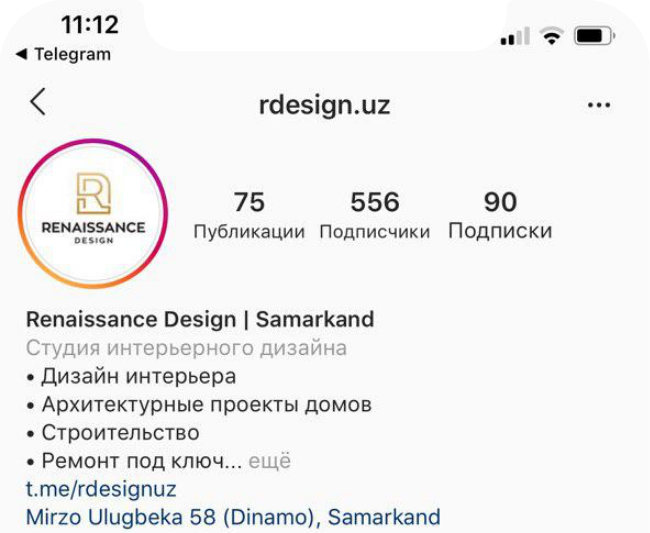 11:12
◀ Telegram
rdesign.uz
RENAISSANCE
DESIGN
75 556 90
Публикации Подписчики Подписки
Renaissance Design | Samarkand
Студия интерьерного дизайна
• Дизайн интерьера
• Архитектурные проекты домов
• Строительство
• Ремонт под ключ... ещё
t.me/rdesignuz
Mirzo Ulugbeka 58 (Dinamo), Samarkand